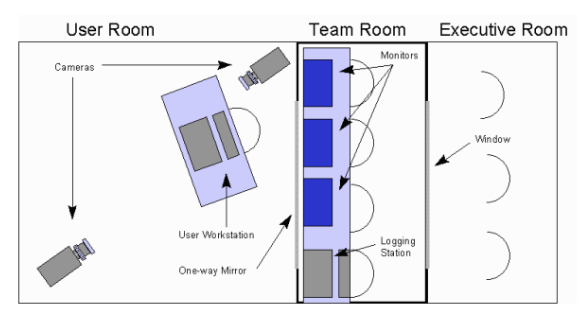 User Room
Team Room
Executive Room
Cameras
Monitors
Window
User Workstation
Logging
Station
One-way Mirror